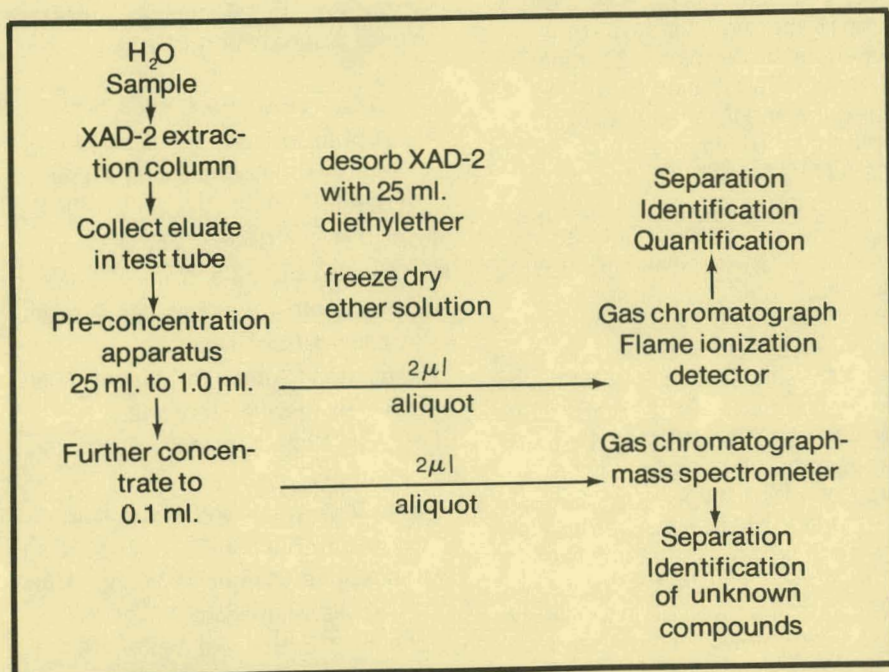 H₂O
Sample
XAD-2 extrac-
tion column
Collect eluate
in test tube
Pre-concentration
apparatus
25 ml. to 1.0 ml.
Further concen-
trate to
0.1 ml.
desorb XAD-2
with 25 ml.
diethylether
freeze dry
ether solution
2μl
aliquot
2μl
aliquot
Separation
Identification
Quantification
Gas chromatograph
Flame ionization
detector
Gas chromatograph-
mass spectrometer
Separation
Identification
of unknown
compounds